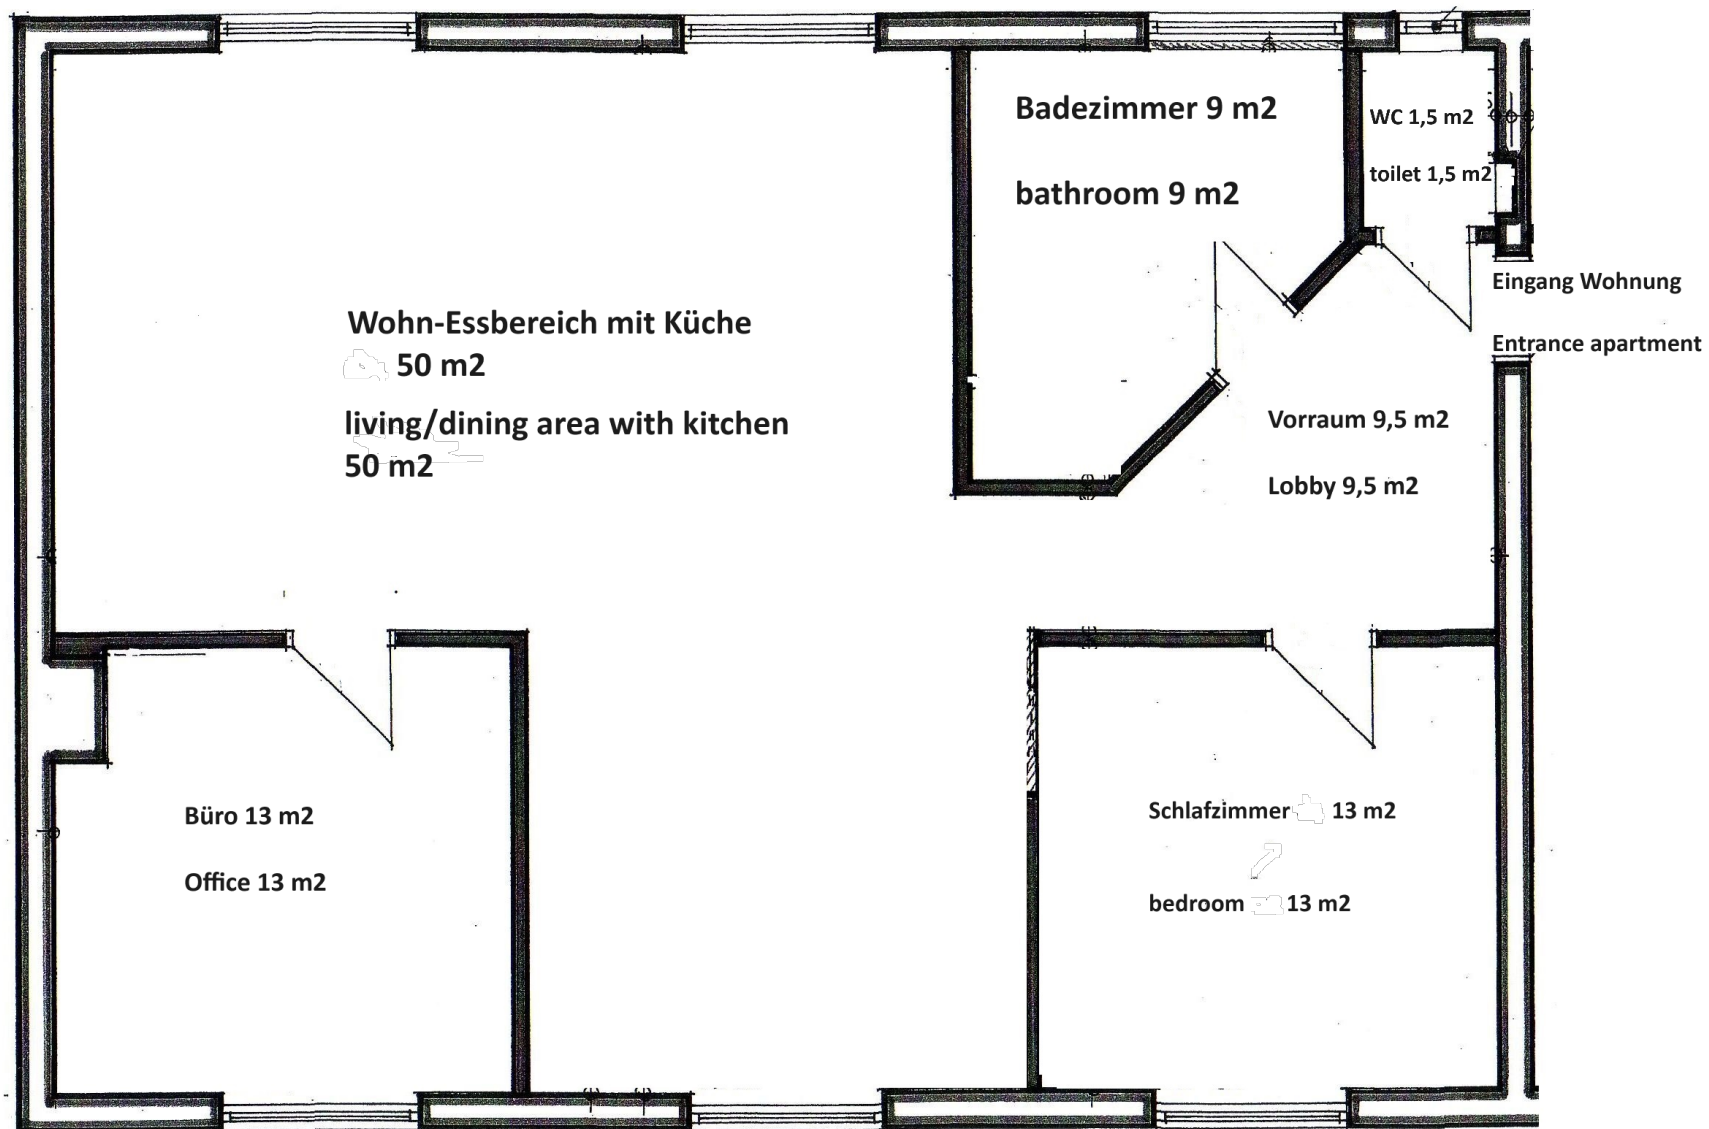 Badezimmer 9 m2
bathroom 9 m2
WC 1,5 m2
toilet 1,5 m2
Eingang Wohnung
Entrance apartment
Wohn-Essbereich mit Küche
50 m2
living/dining area with kitchen
50 m2
Vorraum 9,5 m2
Lobby 9,5 m2
Büro 13 m2
Office 13 m2
Schlafzimmer 13 m2
bedroom 13 m2